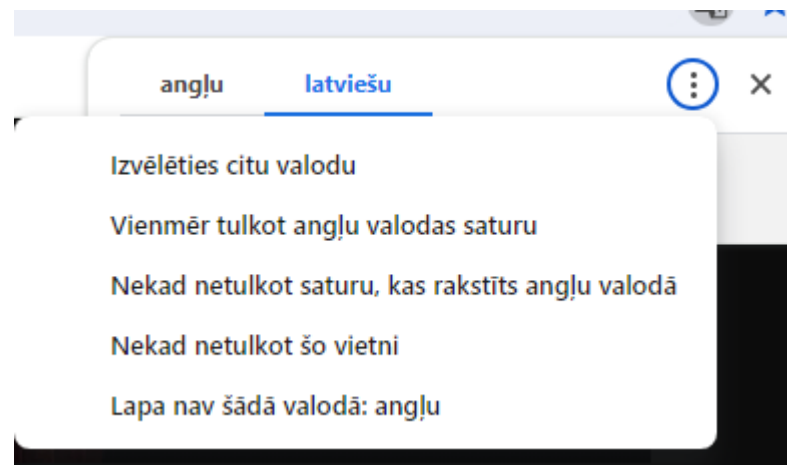 angļu latviešu
Izvēlēties citu valodu
Vienmēr tulkot angļu valodas saturu
Nekad netulkot saturu, kas rakstīts angļu valodā
Nekad netulkot šo vietni
Lapa nav šādā valodā: angļu